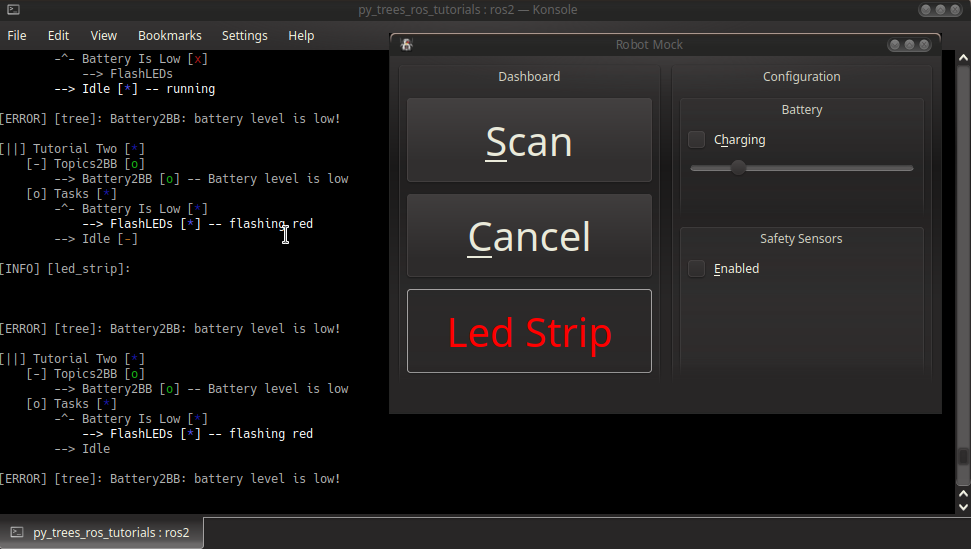 py_trees_ros_tutorials : ros2 — Konsole
File Edit View Bookmarks Settings Help
-^- Battery Is Low [x]
--> FlashLEDs
--> Idle [*] -- running
[ERROR] [tree]: Battery2BB: battery level is low!
[||] Tutorial Two [*]
[-] Topics2BB [o]
--> Battery2BB [o] -- Battery level is low
[o] Tasks [*]
-^- Battery Is Low [*]
--> FlashLEDs [*] -- flashing red
--> Idle [-]
[INFO] [led_strip]:
[ERROR] [tree]: Battery2BB: battery level is low!
[||] Tutorial Two [*]
[-] Topics2BB [o]
--> Battery2BB [o] -- Battery level is low
[o] Tasks [*]
-^- Battery Is Low [*]
--> FlashLEDs [*] -- flashing red
--> Idle
[ERROR] [tree]: Battery2BB: battery level is low!
Robot Mock
Dashboard
Scan
Cancel
Led Strip
Configuration
Battery
Charging
Safety Sensors
Enabled
py_trees_ros_tutorials : ros2